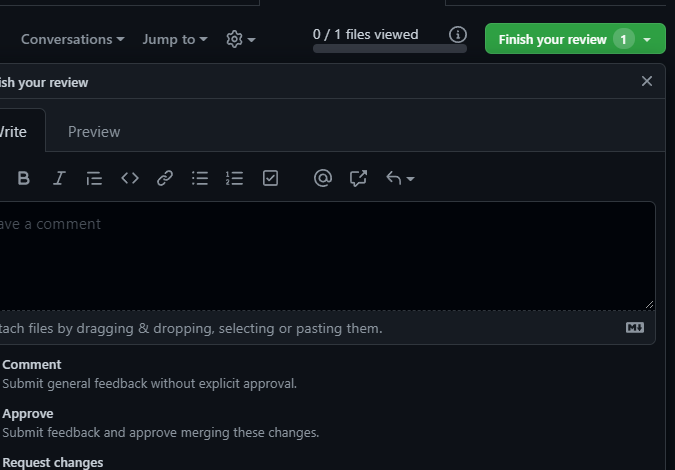 Conversations Jump to 0 / 1 files viewed Finish your review 1
ish your review
Write Preview
ave a comment
tach files by dragging & dropping, selecting or pasting them.
Comment
Submit general feedback without explicit approval.
Approve
Submit feedback and approve merging these changes.
Request changes